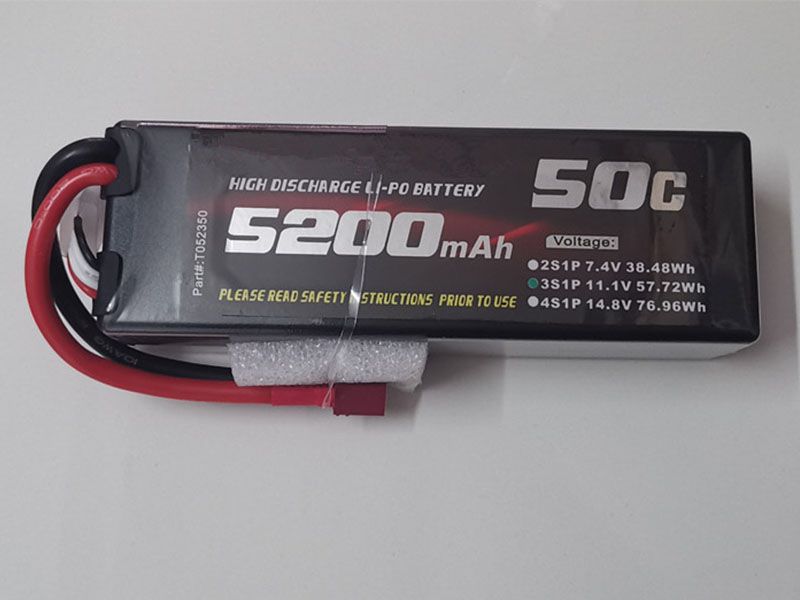 HIGH DISCHARGE LI-PO BATTERY
50C
5200mAh
Part#:T052350
Voltage:
2S1P 7.4V 38.48Wh
3S1P 11.1V 57.72Wh
4S1P 14.8V 76.96Wh
PLEASE READ SAFETY INSTRUCTIONS PRIOR TO USE
10AWG